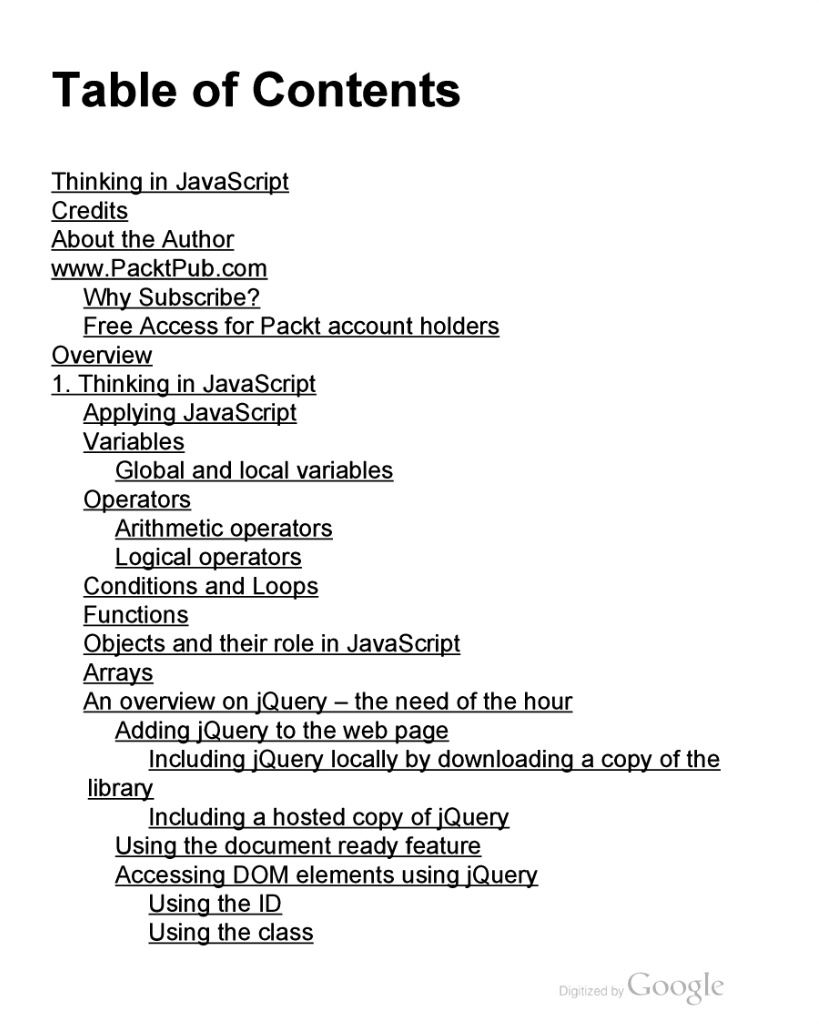 Table of Contents
Thinking in JavaScript
Credits
About the Author
www.PacktPub.com
Why Subscribe?
Free Access for Packt account holders
Overview
1. Thinking in JavaScript
Applying JavaScript
Variables
Global and local variables
Operators
Arithmetic operators
Logical operators
Conditions and Loops
Functions
Objects and their role in JavaScript
Arrays
An overview on jQuery – the need of the hour
Adding jQuery to the web page
Including jQuery locally by downloading a copy of the
library
Including a hosted copy of jQuery
Using the document ready feature
Accessing DOM elements using jQuery
Using the ID
Using the class
Digitized by Google